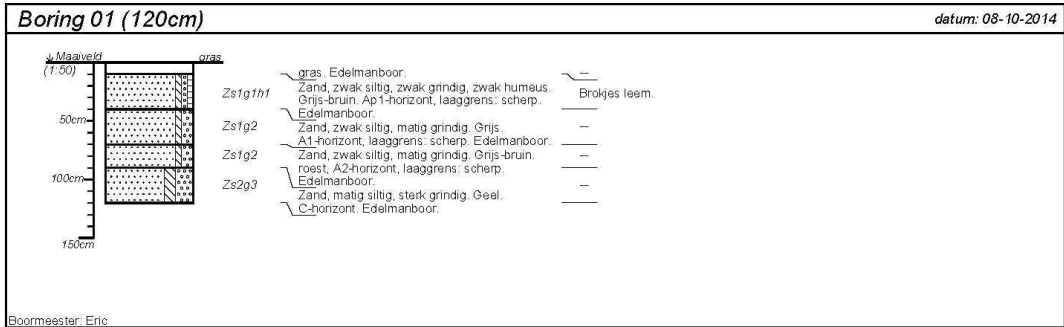 Boring 01 (120cm)
datum: 08-10-2014
Maaiveld
gras
(1:50)
gras. Edelmanboor.
--
Zs1g1h1
Zand, zwak siltig, zwak grindig, zwak humeus.
Grijs-bruin. Ap1-horizont, laaggrens: scherp.
Edelmanboor.
Brokjes leem.
50cm
Zs1g2
Zand, zwak siltig, matig grindig. Grijs.
A1-horizont, laaggrens: scherp. Edelmanboor.
--
Zs1g2
Zand, zwak siltig, matig grindig. Grijs-bruin.
roest, A2-horizont, laaggrens: scherp.
Edelmanboor.
--
100cm
Zs2g3
Zand, matig siltig, sterk grindig. Geel.
C-horizont. Edelmanboor.
--
150cm
Boormeester: Eric